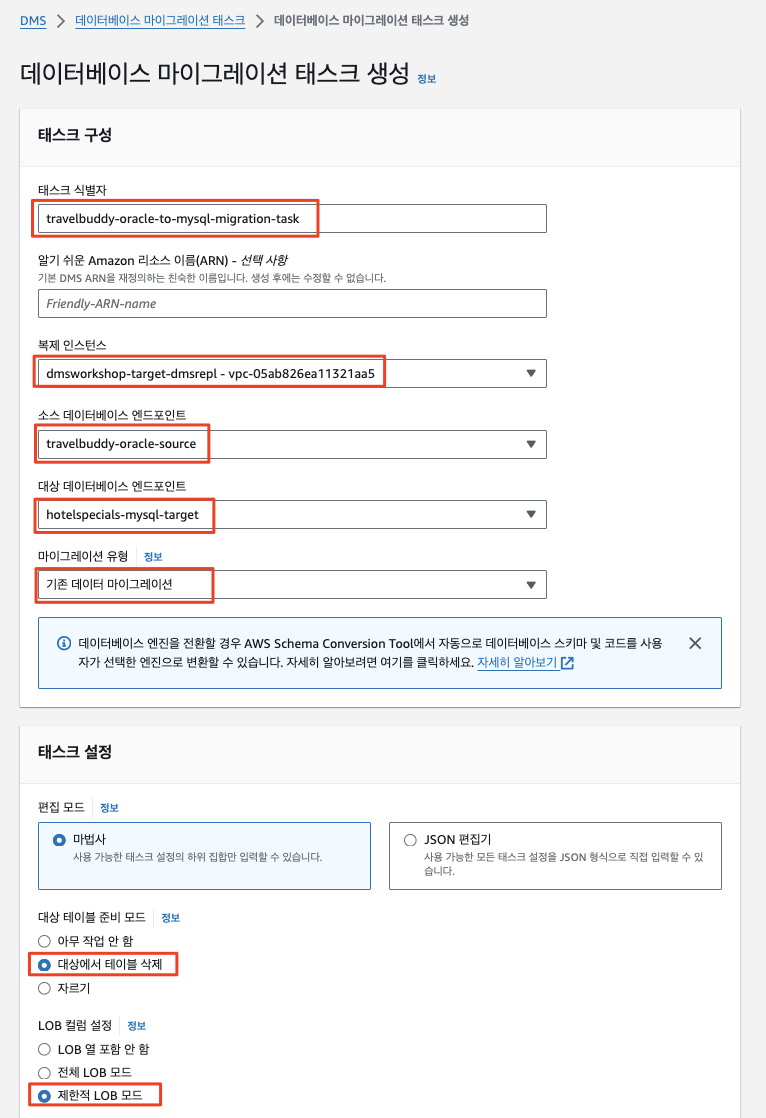 DMS > 데이터베이스 마이그레이션 태스크 > 데이터베이스 마이그레이션 태스크 생성
데이터베이스 마이그레이션 태스크 생성 정보
태스크 구성
태스크 식별자
travelbuddy-oracle-to-mysql-migration-task
알기 쉬운 Amazon 리소스 이름(ARN) - 선택 사항
기본 DMS ARN을 재정의하는 친숙한 이름입니다. 생성 후에는 수정할 수 없습니다.
Friendly-ARN-name
복제 인스턴스
dmsworkshop-target-dmsrepl - vpc-05ab826ea11321aa5
소스 데이터베이스 엔드포인트
travelbuddy-oracle-source
대상 데이터베이스 엔드포인트
hotelspecials-mysql-target
마이그레이션 유형 정보
기존 데이터 마이그레이션
데이터베이스 엔진을 전환할 경우 AWS Schema Conversion Tool에서 자동으로 데이터베이스 스키마 및 코드를 사용
자가 선택한 엔진으로 변환할 수 있습니다. 자세히 알아보려면 여기를 클릭하세요. 자세히 알아보기
태스크 설정
편집 모드 정보
마법사
사용 가능한 태스크 설정의 하위 집합만 입력할 수 있습니다.
JSON 편집기
사용 가능한 모든 태스크 설정을 JSON 형식으로 직접 입력할 수 있
습니다.
대상 테이블 준비 모드 정보
아무 작업 안 함
대상에서 테이블 삭제
자르기
LOB 컬럼 설정 정보
LOB 열 포함 안 함
전체 LOB 모드
제한적 LOB 모드